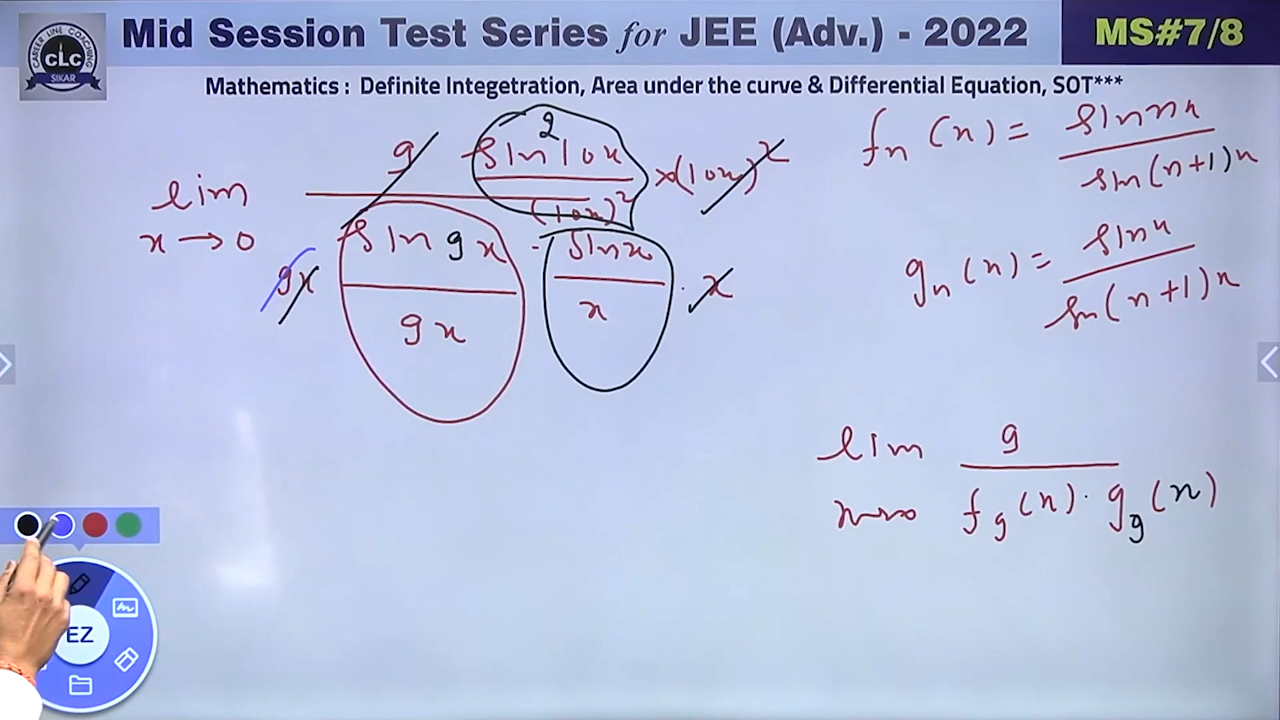 CAREER LINE COACHING
CLC
SIKAR
Mid Session Test Series for JEE (Adv.) - 2022
MS#7/8
Mathematics : Definite Integetration, Area under the curve & Differential Equation, SOT***
lim x→0
9 sin² 10x / (10x)² × (10x)²
9x sin 9x / 9x · sin x / x · x
fn (x) = sin nx / sin (n+1)x
gn (x) = sin x / sin (n+1)x
lim x→0 9 / f9 (x) · g9 (x)
EZ